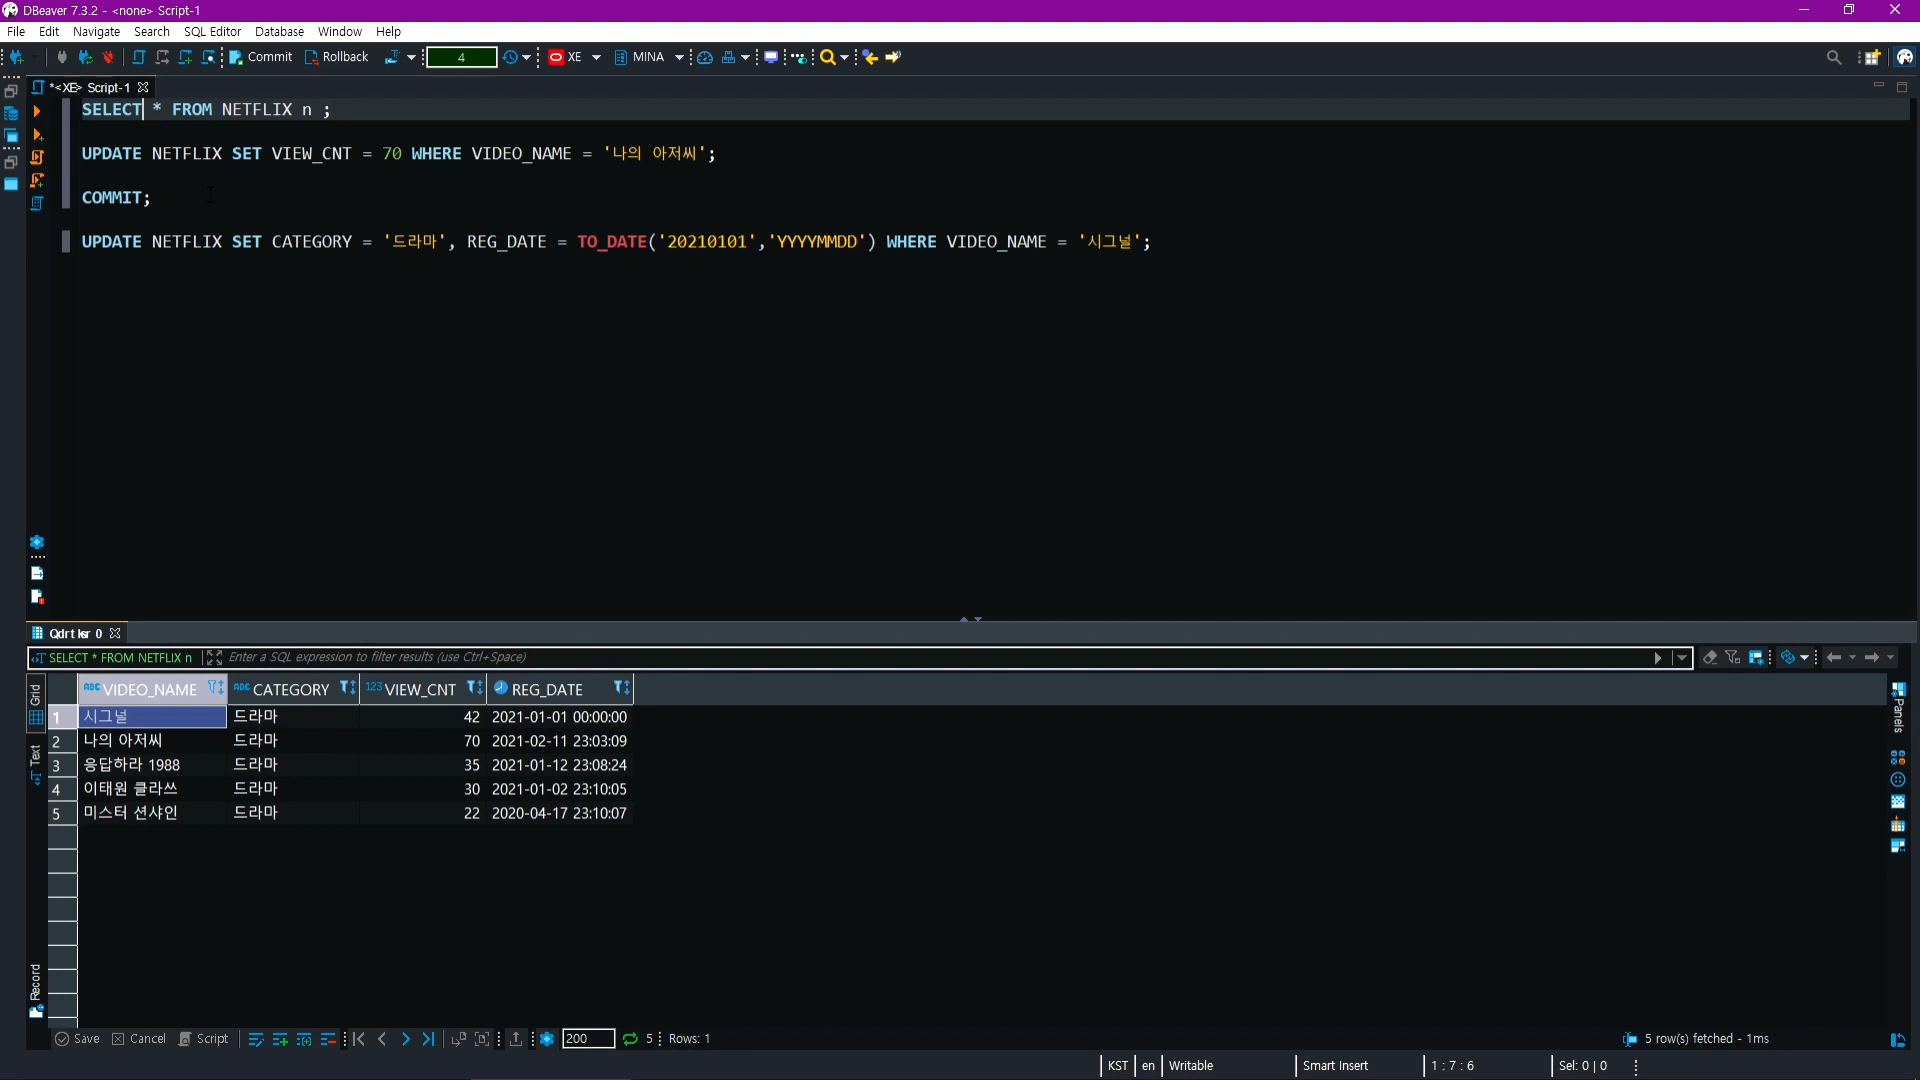 DBeaver 7.3.2 - <none> Script-1
File Edit Navigate Search SQL Editor Database Window Help
Commit Rollback 4 XE MINA
*<XE> Script-1
SELECT * FROM NETFLIX n ;
UPDATE NETFLIX SET VIEW_CNT = 70 WHERE VIDEO_NAME = '나의 아저씨';
COMMIT;
UPDATE NETFLIX SET CATEGORY = '드라마', REG_DATE = TO_DATE('20210101','YYYYMMDD') WHERE VIDEO_NAME = '시그널';
0
SELECT * FROM NETFLIX n Enter a SQL expression to filter results (use Ctrl+Space)
Grid
Text
Record
Panels
ABC VIDEO_NAME ABC CATEGORY 123 VIEW_CNT REG_DATE
1 시그널 드라마 42 2021-01-01 00:00:00
2 나의 아저씨 드라마 70 2021-02-11 23:03:09
3 응답하라 1988 드라마 35 2021-01-12 23:08:24
4 이태원 클라쓰 드라마 30 2021-01-02 23:10:05
5 미스터 션샤인 드라마 22 2020-04-17 23:10:07
Save Cancel Script 200 5 Rows: 1 5 row(s) fetched - 1ms
KST en Writable Smart Insert 1 : 7 : 6 Sel: 0 | 0